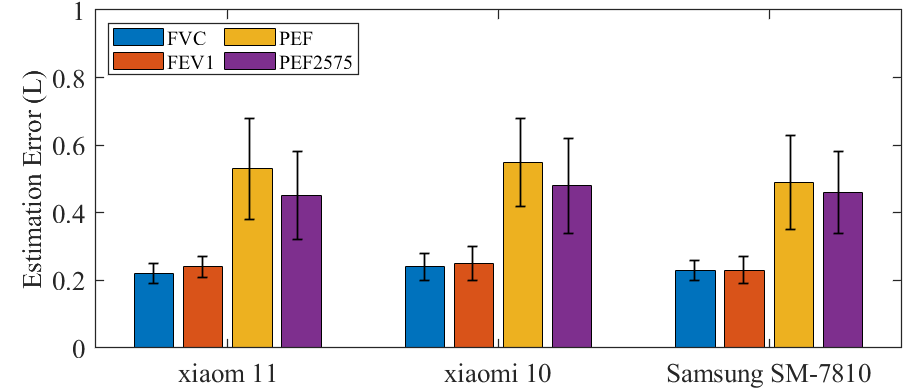 1
0.8
0.6
0.4
0.2
0
Estimation Error (L)
FVC
PEF
FEV1
PEF2575
xiaom 11
xiaomi 10
Samsung SM-7810